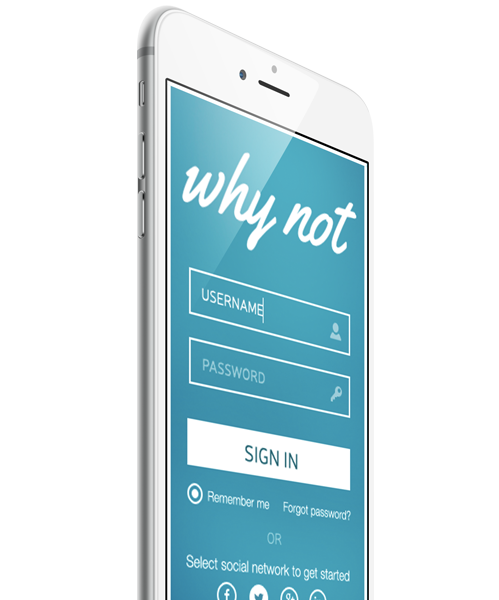 why not
USERNAME
PASSWORD
SIGN IN
Remember me Forgot password?
OR
Select social network to get started